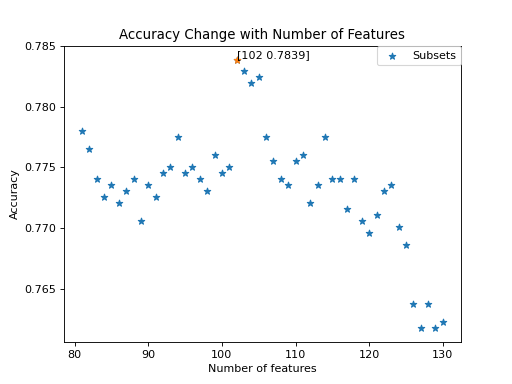 Accuracy Change with Number of Features
[102 0.7839]
Subsets
0.785
0.780
0.775
0.770
0.765
Accuracy
80 90 100 110 120 130
Number of features